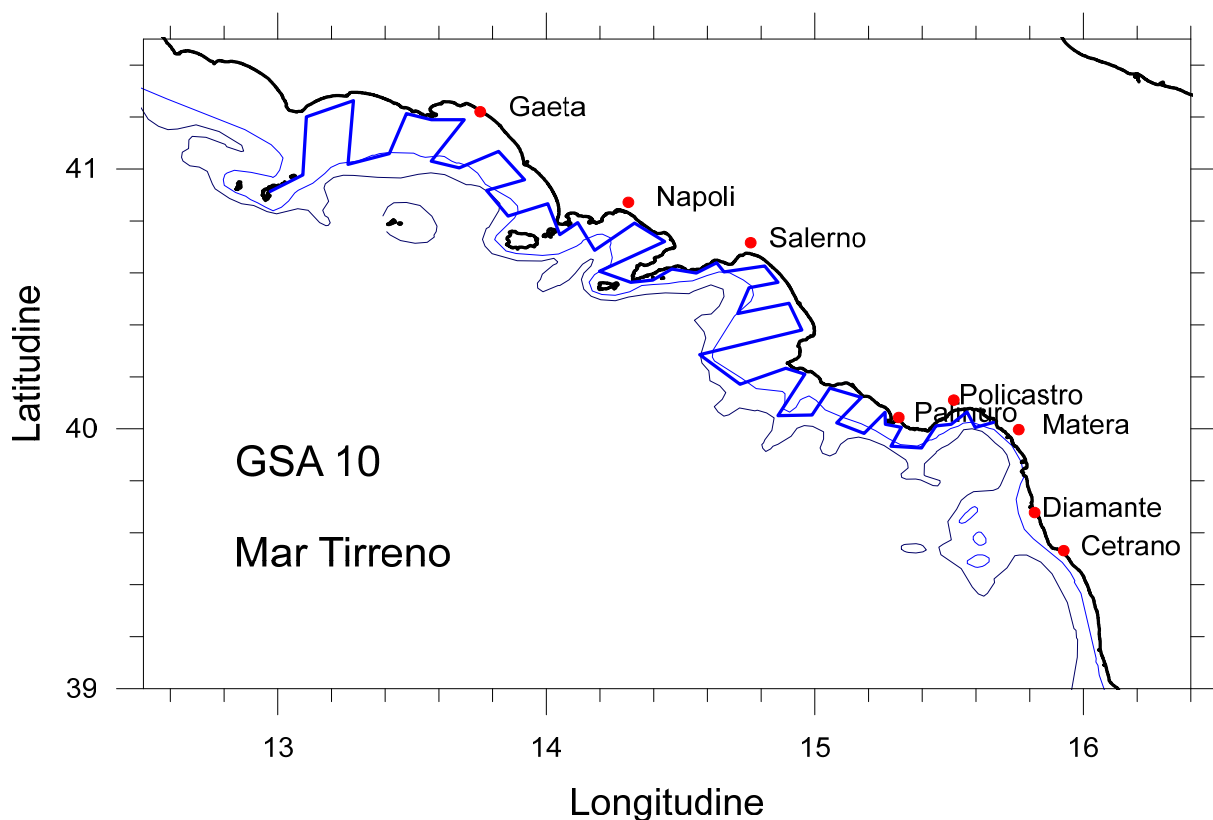 Gaeta
41
Napoli
Salerno
Latitudine
Policastro
Palinuro
Matera
40
GSA 10
Diamante
Mar Tirreno
Cetrano
39
13
14
15
16
Longitudine